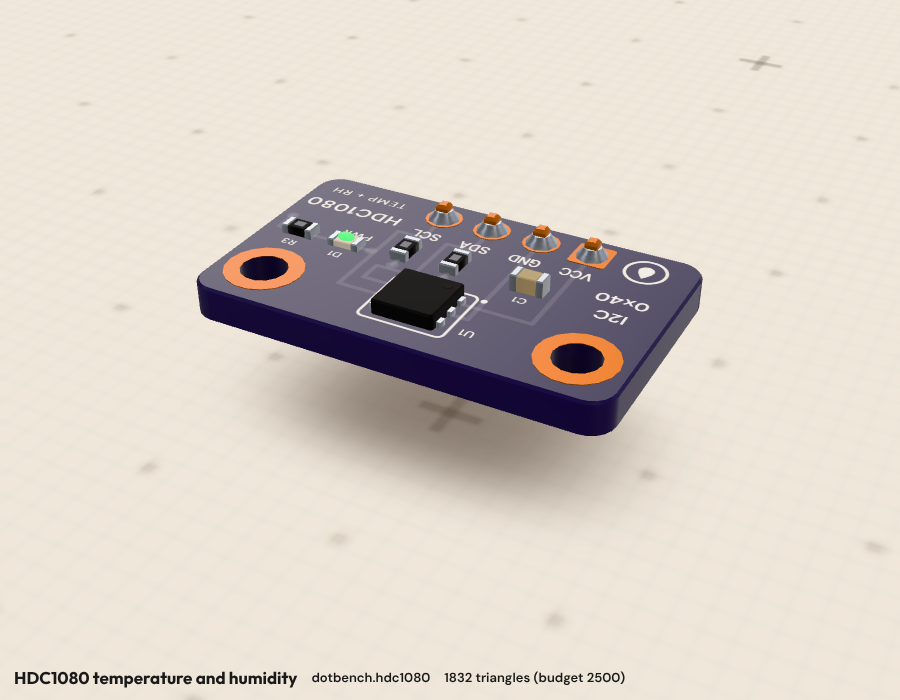 TEMP + RH
HDC1080
PWR
R3
D1
SCL
SDA
GND
VCC
C1
U1
0x40
I2C
HDC1080 temperature and humidity dotbench.hdc1080 1832 triangles (budget 2500)